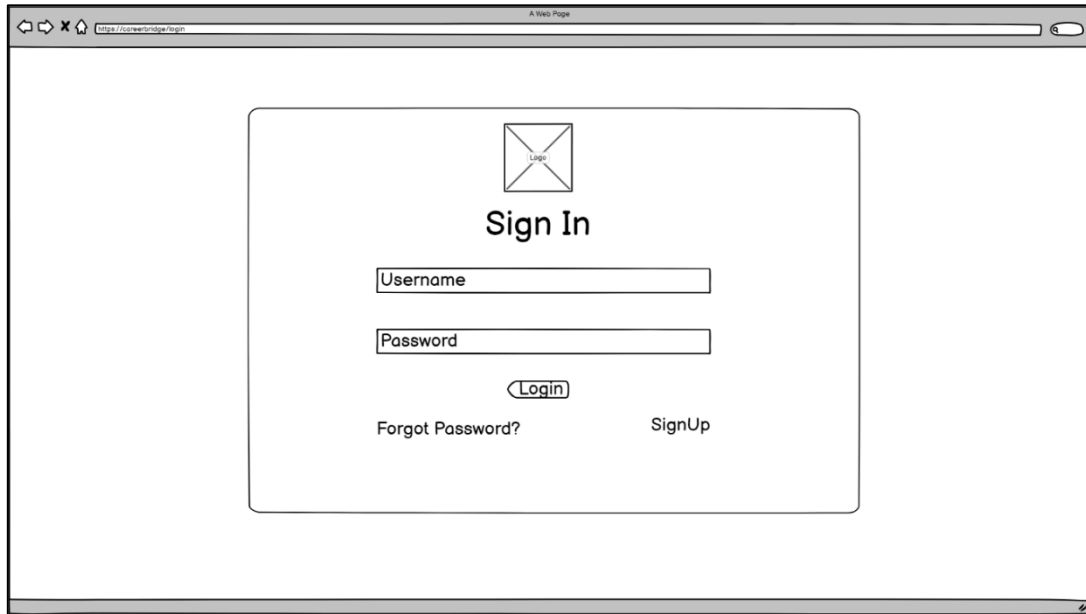 A Web Page
https://careerbridge/login
Logo
Sign In
Username
Password
Login
Forgot Password?
SignUp